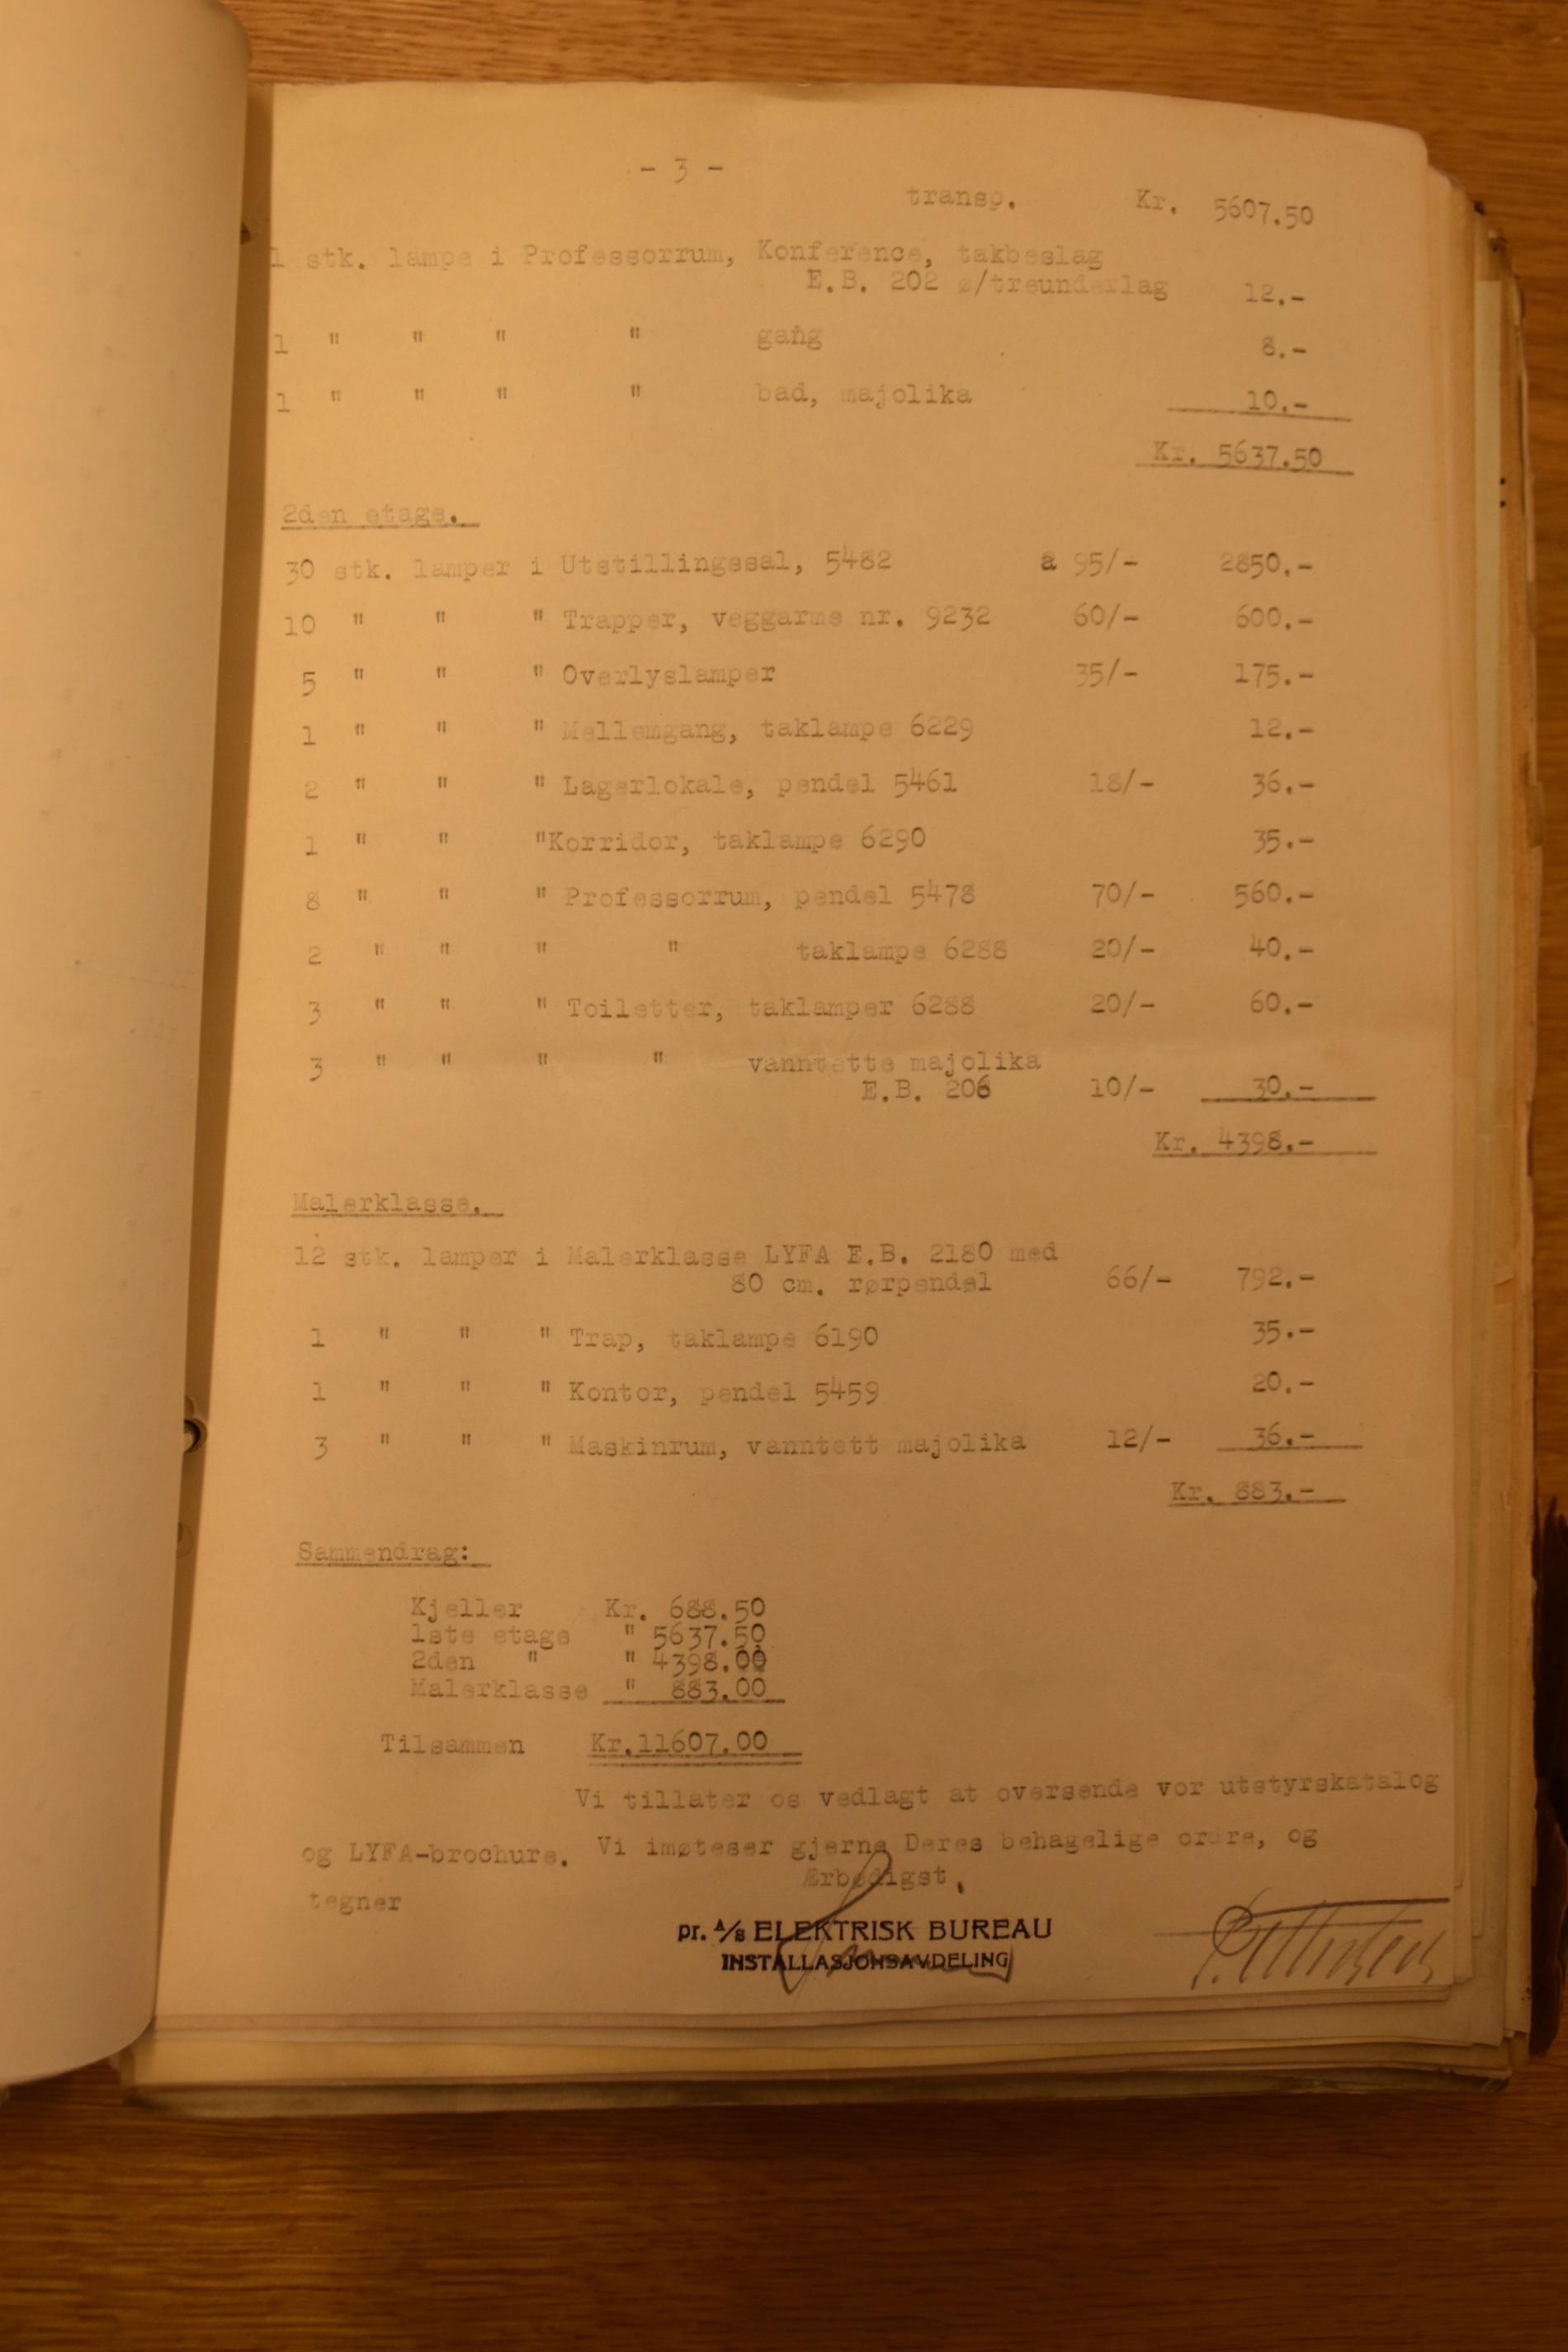 - 3 -
transp. Kr. 5607.50
1 stk. lampe i Professorrum, Konference, takbeslag
E.B. 202 ø/treunderlag 12.-
1 " " " " gang 8.-
1 " " " " bad, majolika 10.-
Kr. 5637.50
2den etage.
30 stk. lamper i Utstillingssal, 5482 a 95/- 2850.-
10 " " " Trapper, veggarme nr. 9232 60/- 600.-
5 " " " Overlyslamper 35/- 175.-
1 " " " Mellemgang, taklampe 6229 12.-
2 " " " Lagerlokale, pendel 5461 18/- 36.-
1 " " "Korridor, taklampe 6290 35.-
8 " " " Professorrum, pendel 5478 70/- 560.-
2 " " " " taklampe 6288 20/- 40.-
3 " " " Toiletter, taklamper 6288 20/- 60.-
3 " " " " vanntette majolika
E.B. 206 10/- 30.-
Kr. 4398.-
Malerklasse.
12 stk. lamper i Malerklasse LYFA E.B. 2180 med
80 cm. rørpendel 66/- 792.-
1 " " " Trap, taklampe 6190 35.-
1 " " " Kontor, pendel 5459 20.-
3 " " " Maskinrum, vanntett majolika 12/- 36.-
Kr. 883.-
Sammendrag:
Kjeller Kr. 688.50
1ste etage " 5637.50
2den " " 4398.00
Malerklasse " 883.00
Tilsammen Kr.11607.00
Vi tillater os vedlagt at oversende vor utstyrskatalog
og LYFA-brochure. Vi imøteser gjerne Deres behagelige ordre, og
tegner Ærbødigst,
pr. A/S ELEKTRISK BUREAU
INSTALLASJONSAVDELING